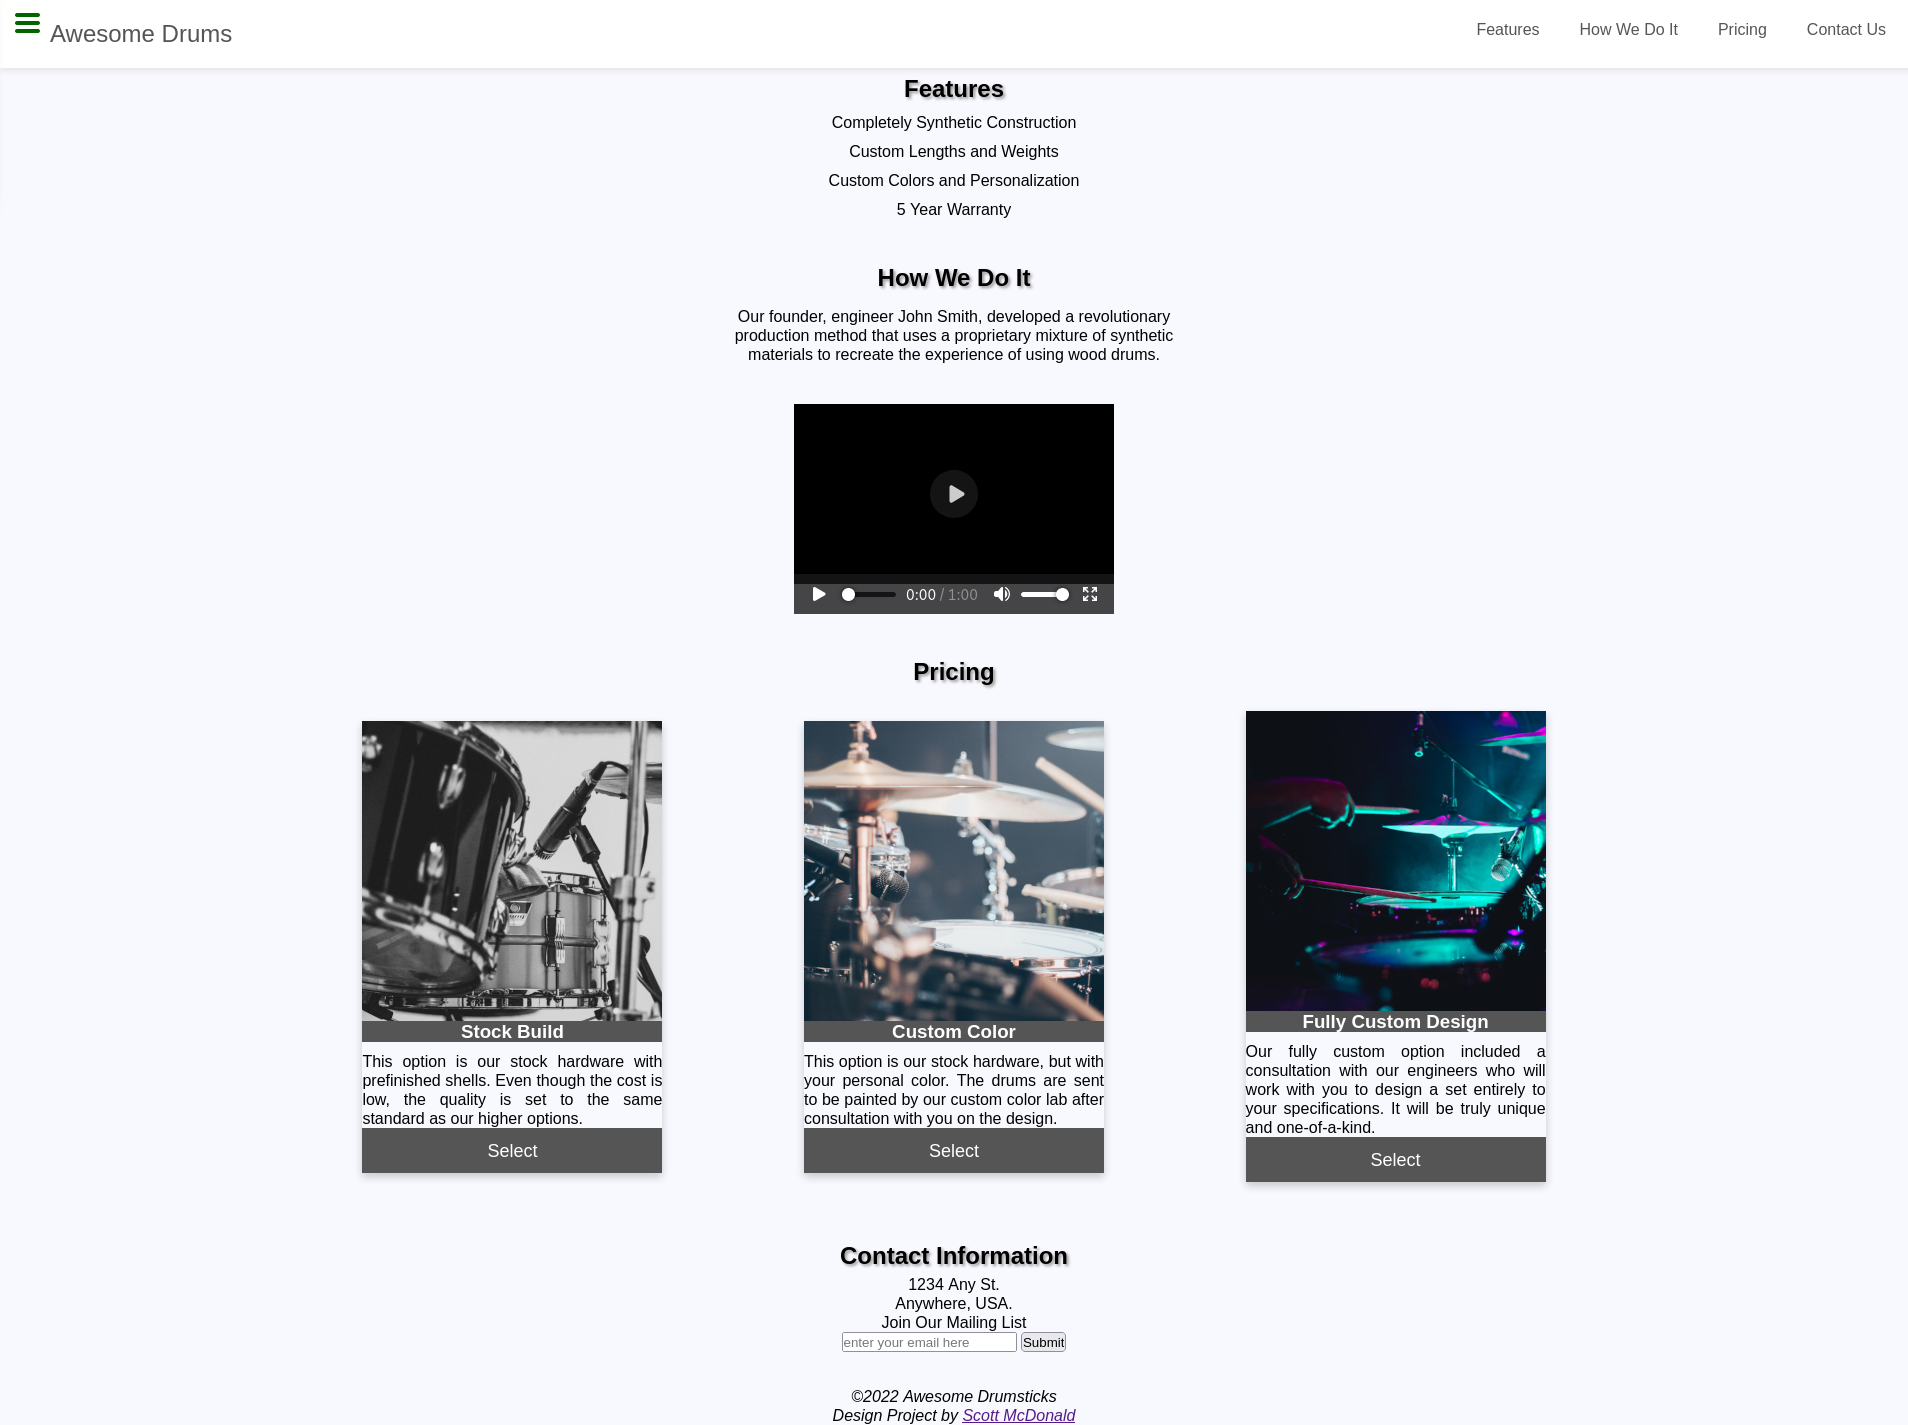 Awesome Drums
Features
How We Do It
Pricing
Contact Us
Features
Completely Synthetic Construction
Custom Lengths and Weights
Custom Colors and Personalization
5 Year Warranty
How We Do It
Our founder, engineer John Smith, developed a revolutionary
production method that uses a proprietary mixture of synthetic
materials to recreate the experience of using wood drums.
0:00 / 1:00
Pricing
Stock Build
This option is our stock hardware with
prefinished shells. Even though the cost is
low, the quality is set to the same
standard as our higher options.
Select
Custom Color
This option is our stock hardware, but with
your personal color. The drums are sent
to be painted by our custom color lab after
consultation with you on the design.
Select
Fully Custom Design
Our fully custom option included a
consultation with our engineers who will
work with you to design a set entirely to
your specifications. It will be truly unique
and one-of-a-kind.
Select
Contact Information
1234 Any St.
Anywhere, USA.
Join Our Mailing List
enter your email here
Submit
©2022 Awesome Drumsticks
Design Project by Scott McDonald